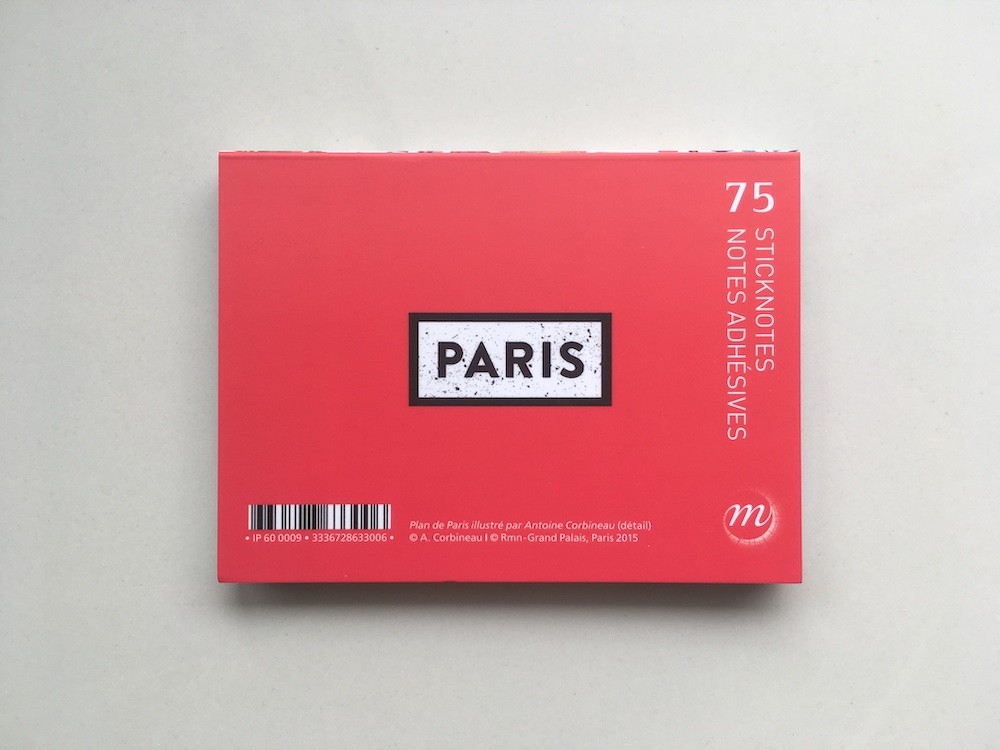 75
STICKNOTES
NOTES ADHÉSIVES
PARIS
• IP 60 0009 • 3336728633006 •
Plan de Paris illustré par Antoine Corbineau (détail)
© A. Corbineau I © Rmn-Grand Palais, Paris 2015
m